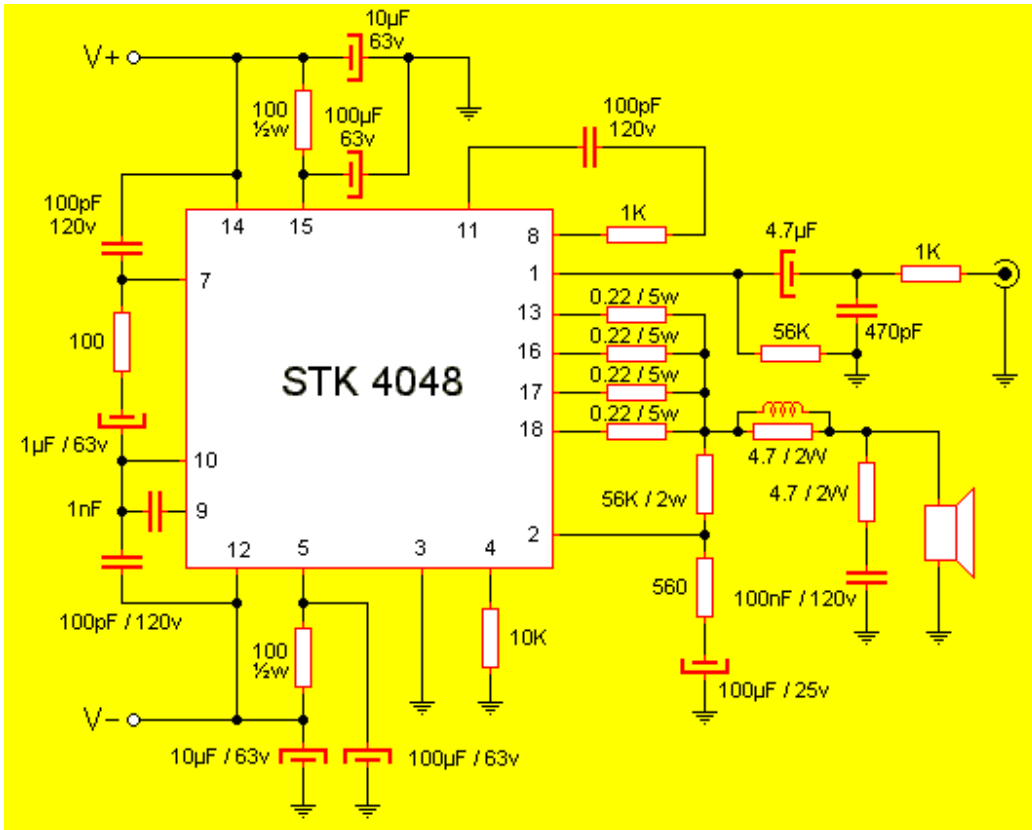 10µF
63v
V+
100
½w
100µF
63v
100pF
120v
100pF
120v
14
15
11
1K
8
4.7µF
1K
1
7
0.22 / 5w
13
56K
470pF
100
0.22 / 5w
16
STK 4048
0.22 / 5w
17
0.22 / 5w
18
1µF / 63v
4.7 / 2W
10
4.7 / 2W
56K / 2w
1nF
9
2
12
5
3
4
560
100nF / 120v
100pF / 120v
10K
100
½w
100µF / 25v
V-
10µF / 63v
100µF / 63v